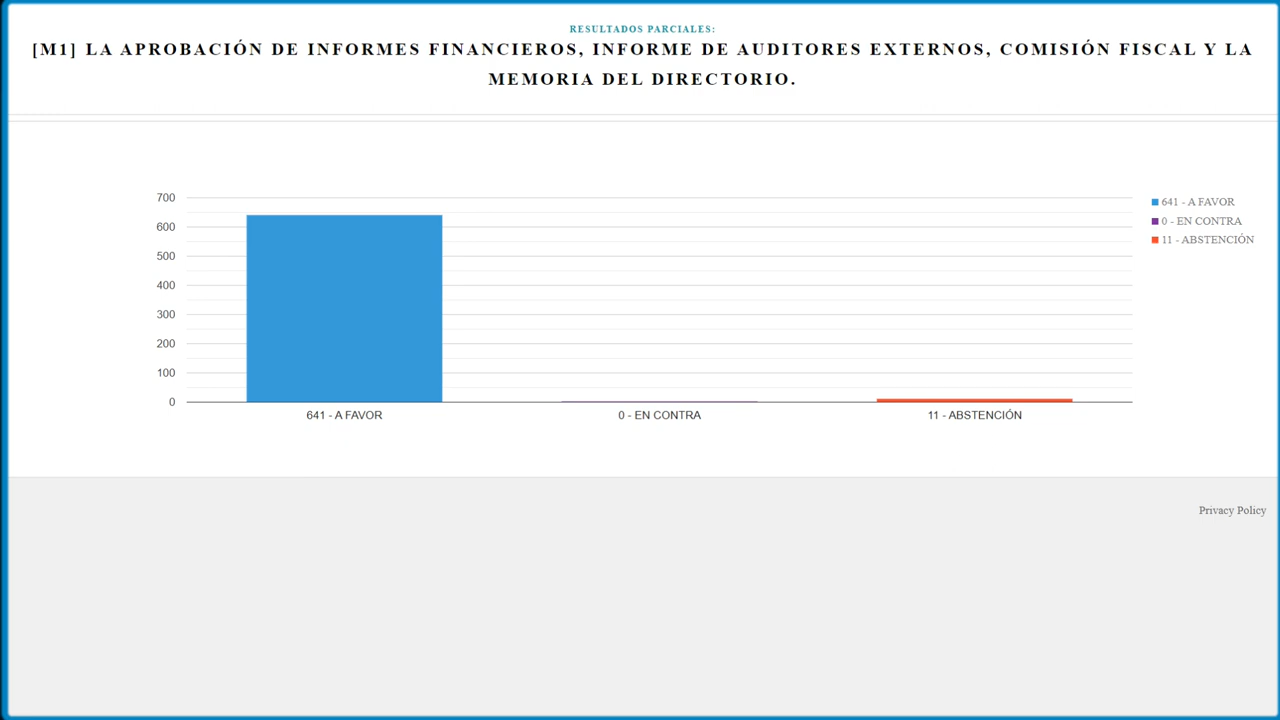 RESULTADOS PARCIALES:
[M1] LA APROBACIÓN DE INFORMES FINANCIEROS, INFORME DE AUDITORES EXTERNOS, COMISIÓN FISCAL Y LA
MEMORIA DEL DIRECTORIO.
700
600
500
400
300
200
100
0
641 - A FAVOR
0 - EN CONTRA
11 - ABSTENCIÓN
641 - A FAVOR
0 - EN CONTRA
11 - ABSTENCIÓN
Privacy Policy